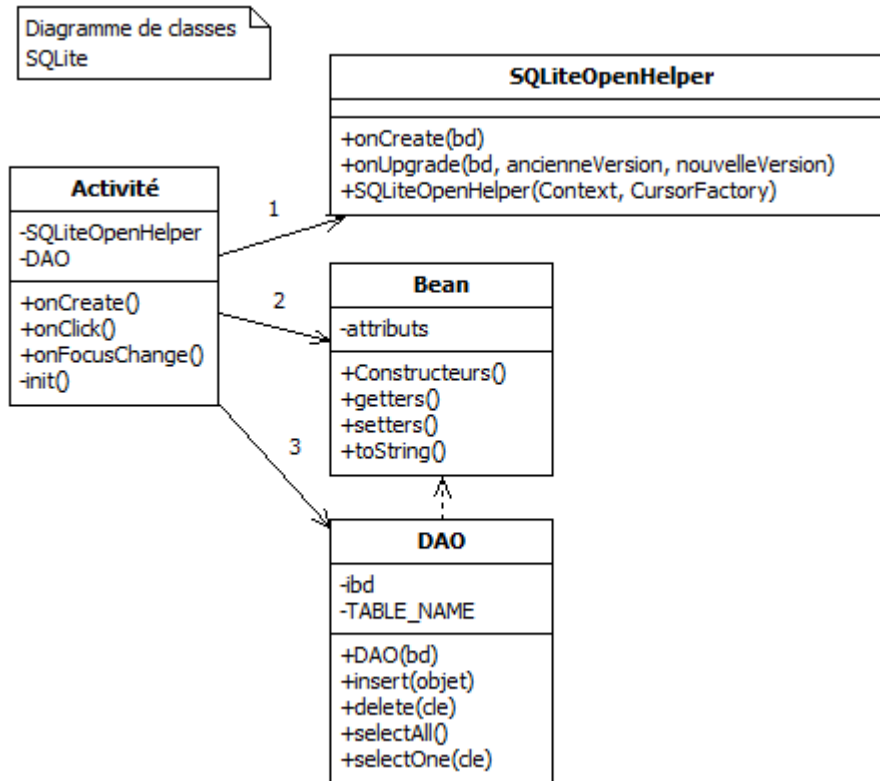 Diagramme de classes
SQLite
SQLiteOpenHelper
+onCreate(bd)
+onUpgrade(bd, ancienneVersion, nouvelleVersion)
+SQLiteOpenHelper(Context, CursorFactory)
Activité
-SQLiteOpenHelper
-DAO
+onCreate()
+onClick()
+onFocusChange()
-init()
1
2
3
Bean
-attributs
+Constructeurs()
+getters()
+setters()
+toString()
DAO
-ibd
-TABLE_NAME
+DAO(bd)
+insert(objet)
+delete(cle)
+selectAll()
+selectOne(cle)